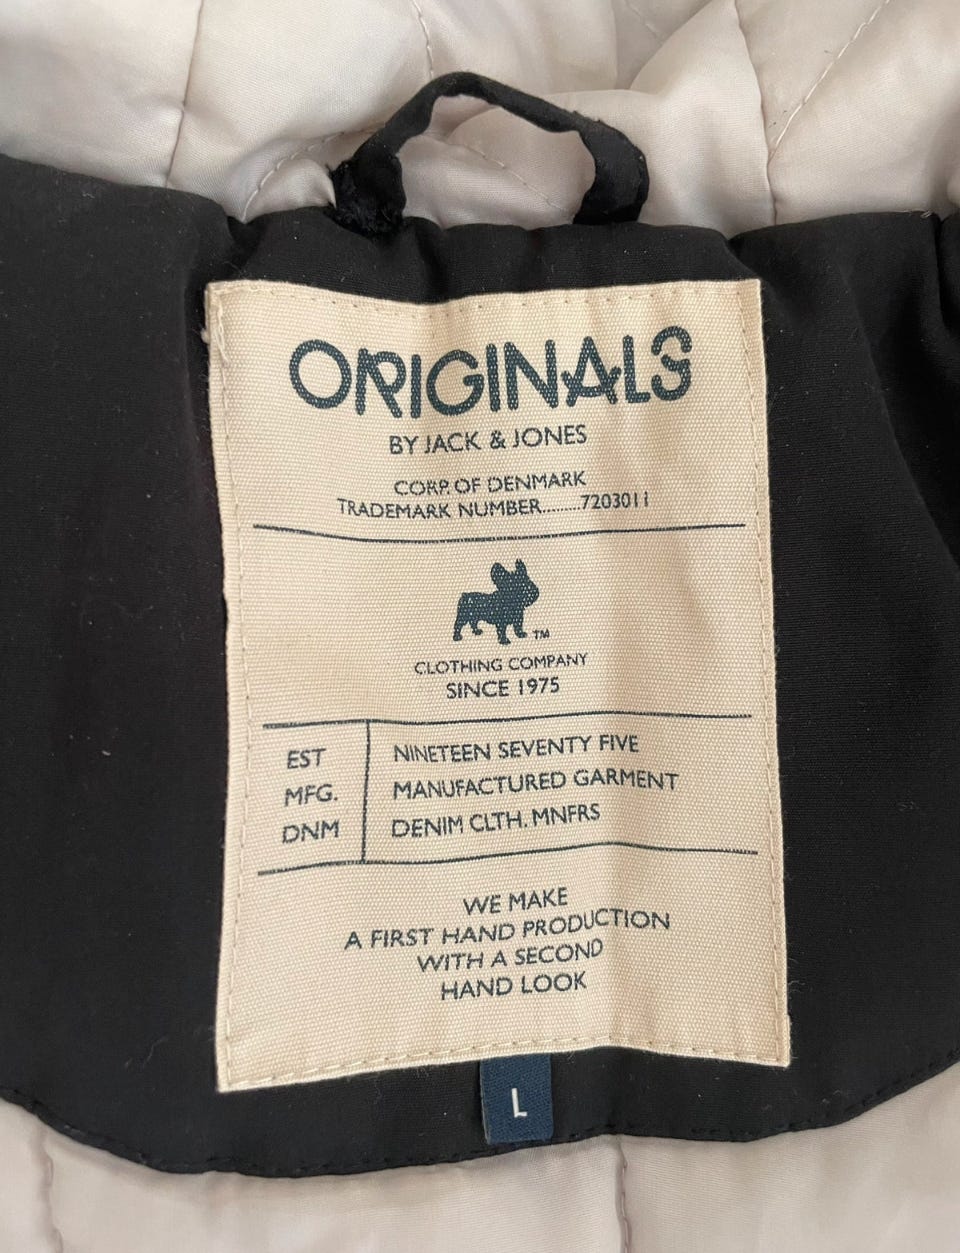 ORIGINALS
BY JACK & JONES
CORP. OF DENMARK
TRADEMARK NUMBER.........7203011
TM
CLOTHING COMPANY
SINCE 1975
EST NINETEEN SEVENTY FIVE
MFG. MANUFACTURED GARMENT
DNM DENIM CLTH. MNFRS
WE MAKE
A FIRST HAND PRODUCTION
WITH A SECOND
HAND LOOK
L